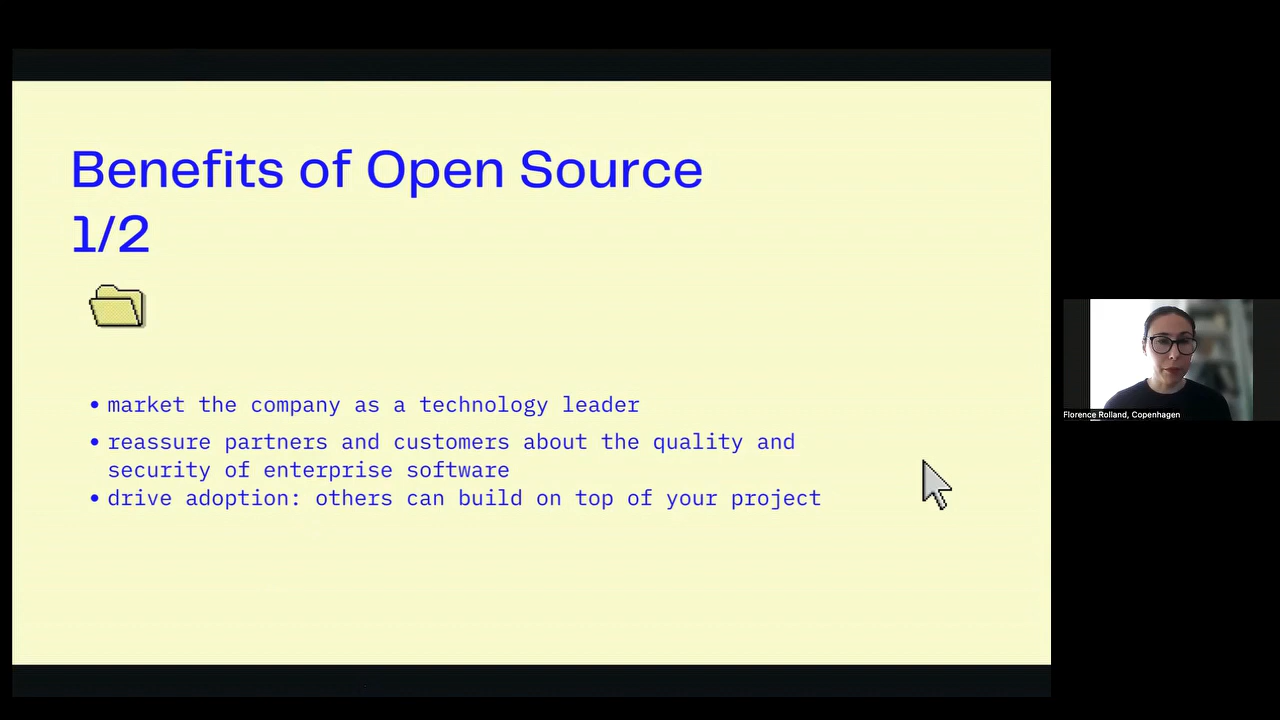 Benefits of Open Source
1/2
• market the company as a technology leader
• reassure partners and customers about the quality and
security of enterprise software
• drive adoption: others can build on top of your project
Florence Rolland, Copenhagen